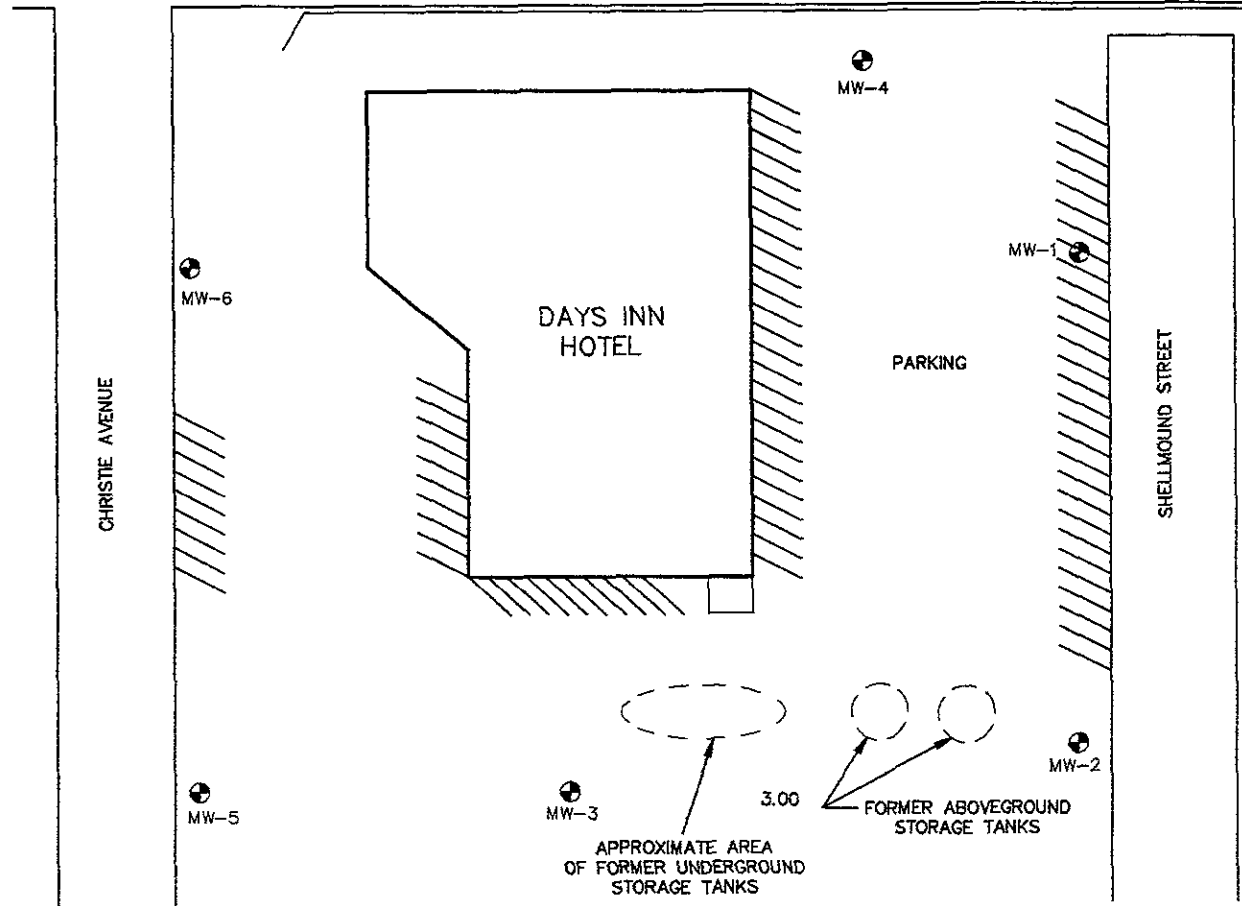 MW-4
MW-1
MW-6
DAYS INN
HOTEL
PARKING
CHRISTIE AVENUE
SHELLMOUND STREET
MW-2
MW-5
MW-3
3.00
FORMER ABOVEGROUND
STORAGE TANKS
APPROXIMATE AREA
OF FORMER UNDERGROUND
STORAGE TANKS